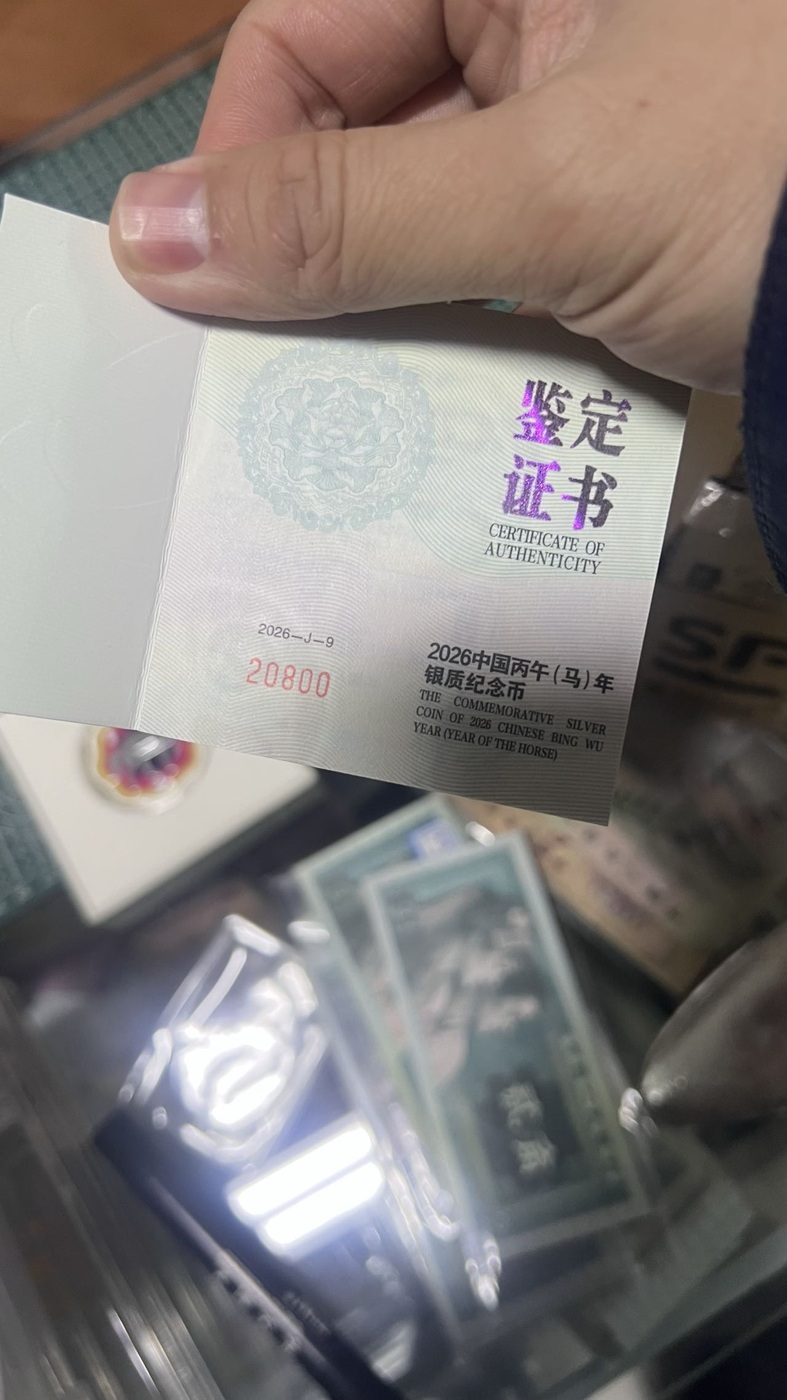 鉴定
证书
CERTIFICATE OF
AUTHENTICITY
2026—J—9
20800
2026中国丙午(马)年
银质纪念币
THE COMMEMORATIVE SILVER
COIN OF 2026 CHINESE BING WU
YEAR (YEAR OF THE HORSE)